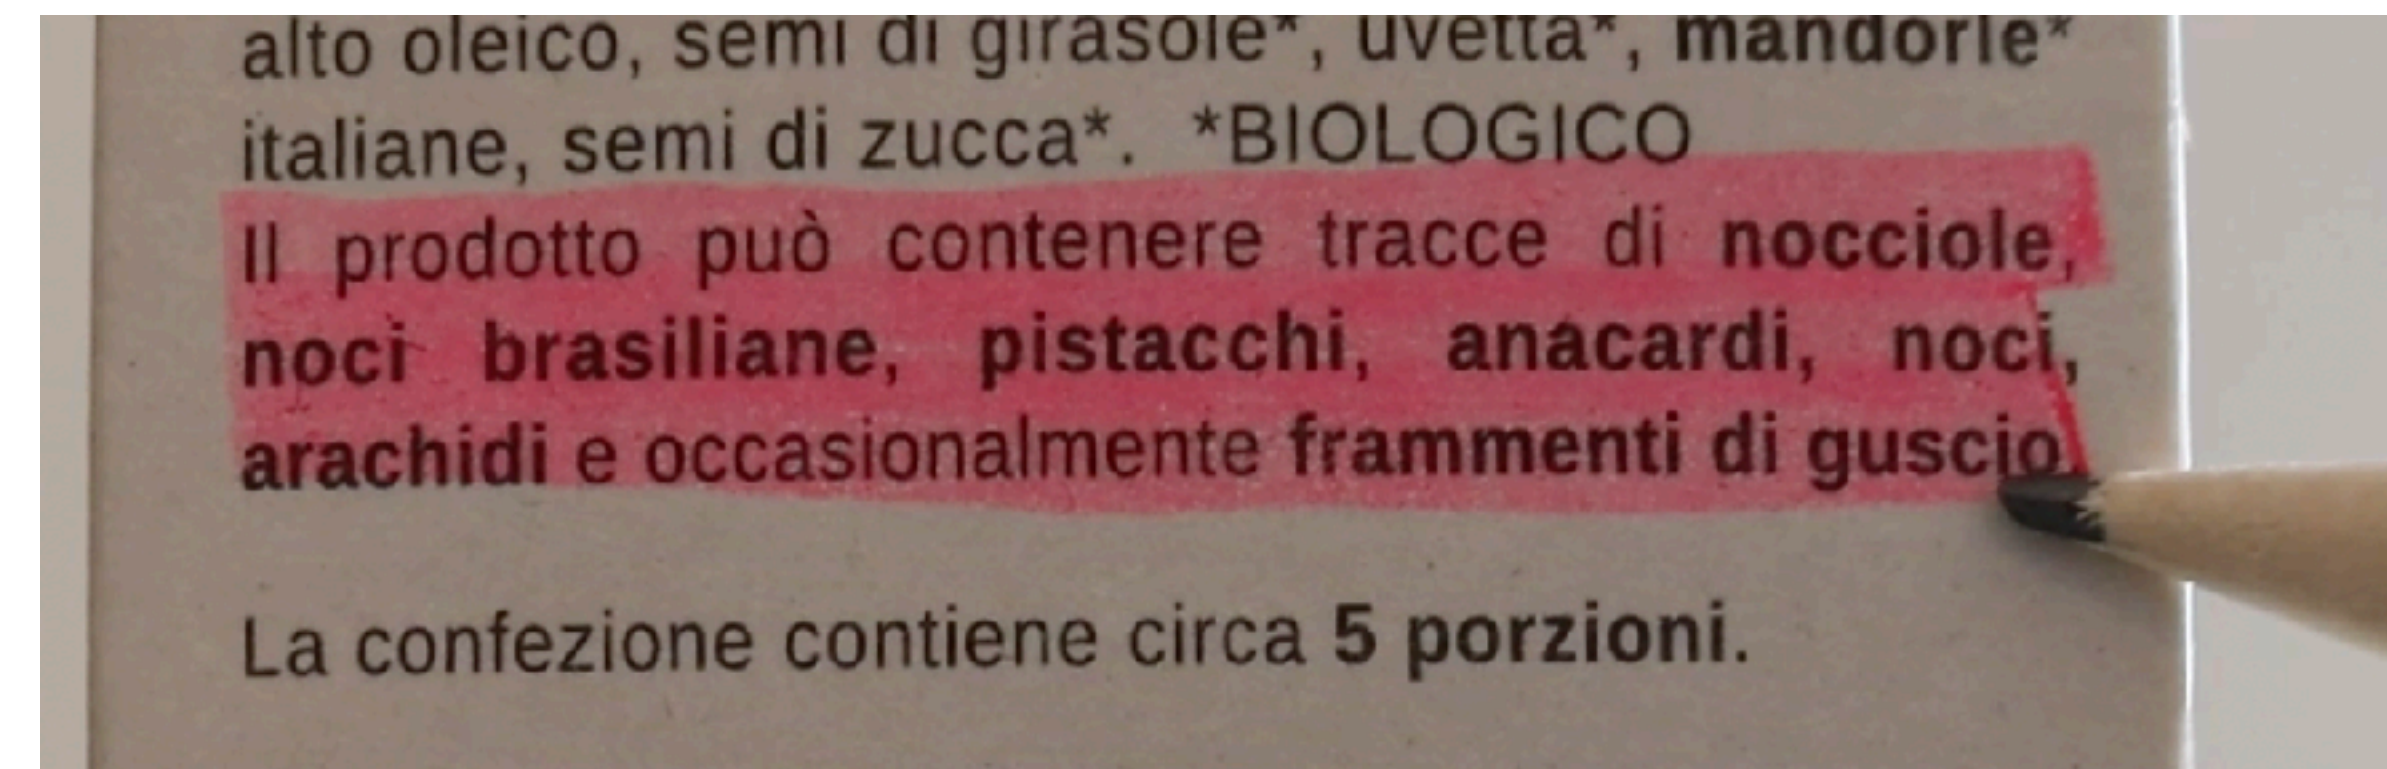 alto oleico, semi di girasole*, uvetta*, mandorle*
italiane, semi di zucca*. *BIOLOGICO
Il prodotto può contenere tracce di nocciole,
noci brasiliane, pistacchi, anacardi, noci,
arachidi e occasionalmente frammenti di guscio.
La confezione contiene circa 5 porzioni.